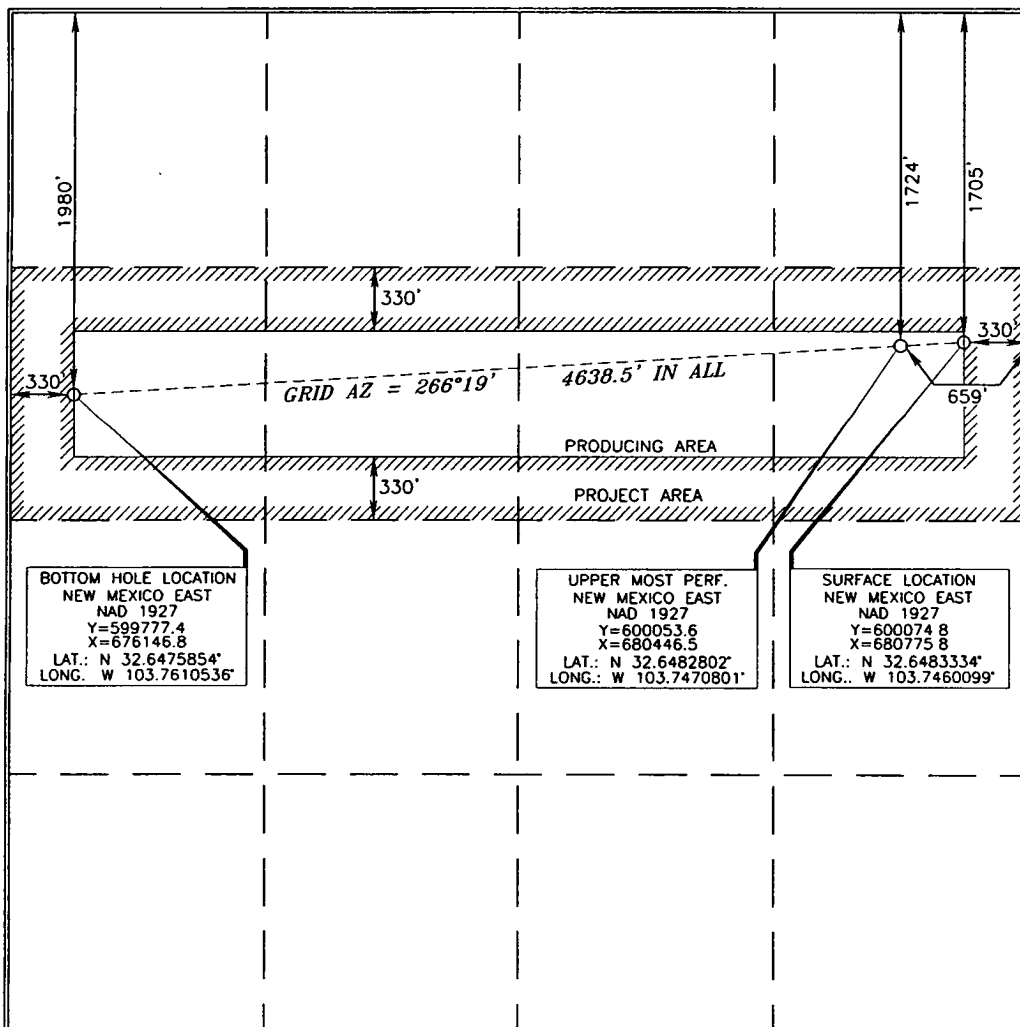 1980'
1724'
1705'
330'
330'
330'
GRID AZ = 266°19' 4638.5' IN ALL
659'
PRODUCING AREA
330'
PROJECT AREA
BOTTOM HOLE LOCATION
NEW MEXICO EAST
NAD 1927
Y=599777.4
X=676146.8
LAT.: N 32.6475854°
LONG. W 103.7610536°
UPPER MOST PERF.
NEW MEXICO EAST
NAD 1927
Y=600053.6
X=680446.5
LAT.: N 32.6482802°
LONG.: W 103.7470801°
SURFACE LOCATION
NEW MEXICO EAST
NAD 1927
Y=600074 8
X=680775 8
LAT.: N 32.6483334°
LONG.. W 103.7460099°